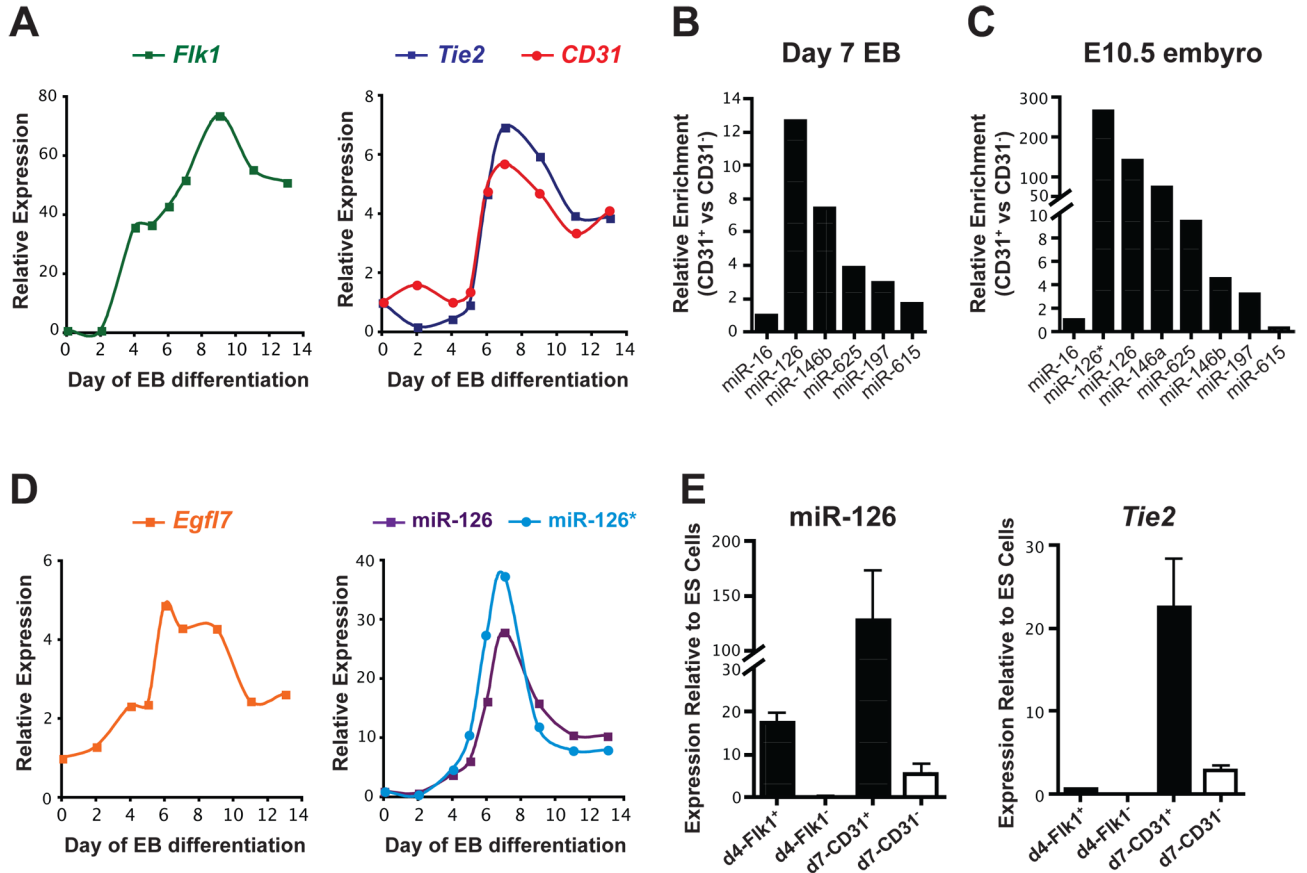 A
Flk1
Relative Expression
80
60
40
20
0
0 2 4 6 8 10 12 14
Day of EB differentiation
Tie2 CD31
Relative Expression
8
6
4
2
0
0 2 4 6 8 10 12 14
Day of EB differentiation
B
Day 7 EB
Relative Enrichment
(CD31+ vs CD31-)
14
12
10
8
6
4
2
0
miR-16
miR-126
miR-146b
miR-625
miR-197
miR-615
C
E10.5 embyro
Relative Enrichment
(CD31+ vs CD31-)
300
200
100
50
10
8
6
4
2
0
miR-16
miR-126*
miR-126
miR-146a
miR-625
miR-146b
miR-197
miR-615
D
Egfl7
Relative Expression
6
4
2
0
0 2 4 6 8 10 12 14
Day of EB differentiation
miR-126 miR-126*
Relative Expression
40
30
20
10
0
0 2 4 6 8 10 12 14
Day of EB differentiation
E
miR-126
Expression Relative to ES Cells
200
150
100
30
20
10
0
d4-Flk1+
d4-Flk1-
d7-CD31+
d7-CD31-
Tie2
Expression Relative to ES Cells
30
20
10
0
d4-Flk1+
d4-Flk1-
d7-CD31+
d7-CD31-